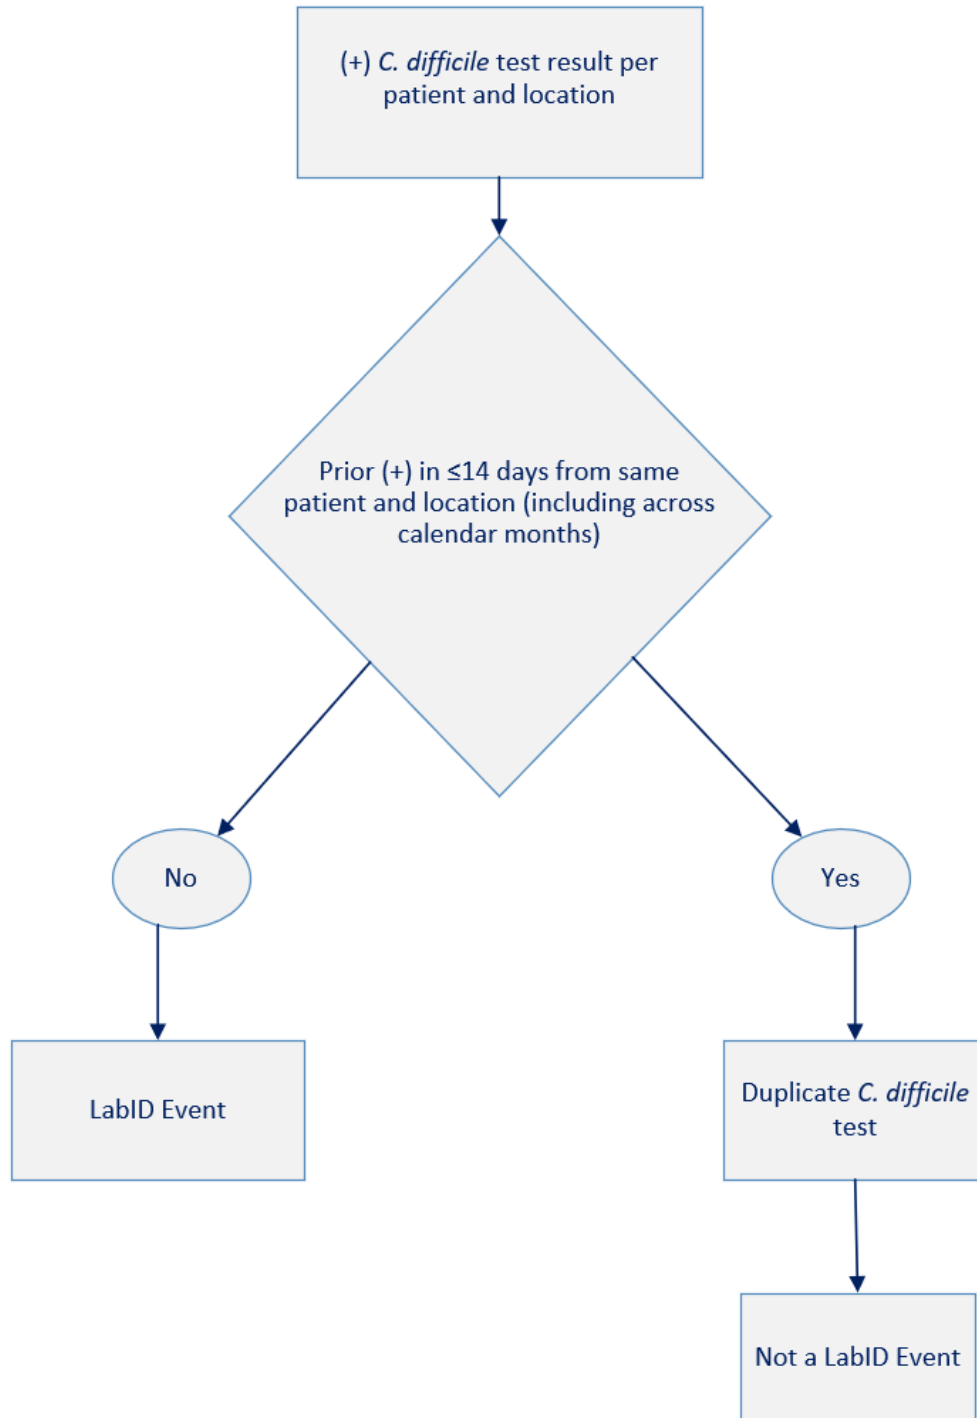 (+) C. difficile test result per
patient and location
Prior (+) in ≤14 days from same
patient and location (including across
calendar months)
No
Yes
LabID Event
Duplicate C. difficile
test
Not a LabID Event